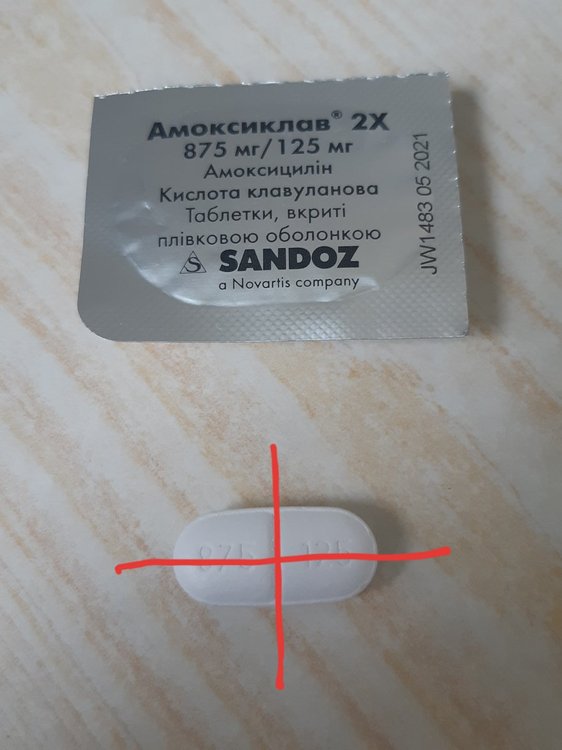 Амоксиклав® 2X
875 мг/125 мг
Амоксицилін
Кислота клавуланова
Таблетки, вкриті
плівковою оболонкою
S SANDOZ
a Novartis company
JW1483 05 2021
875 125